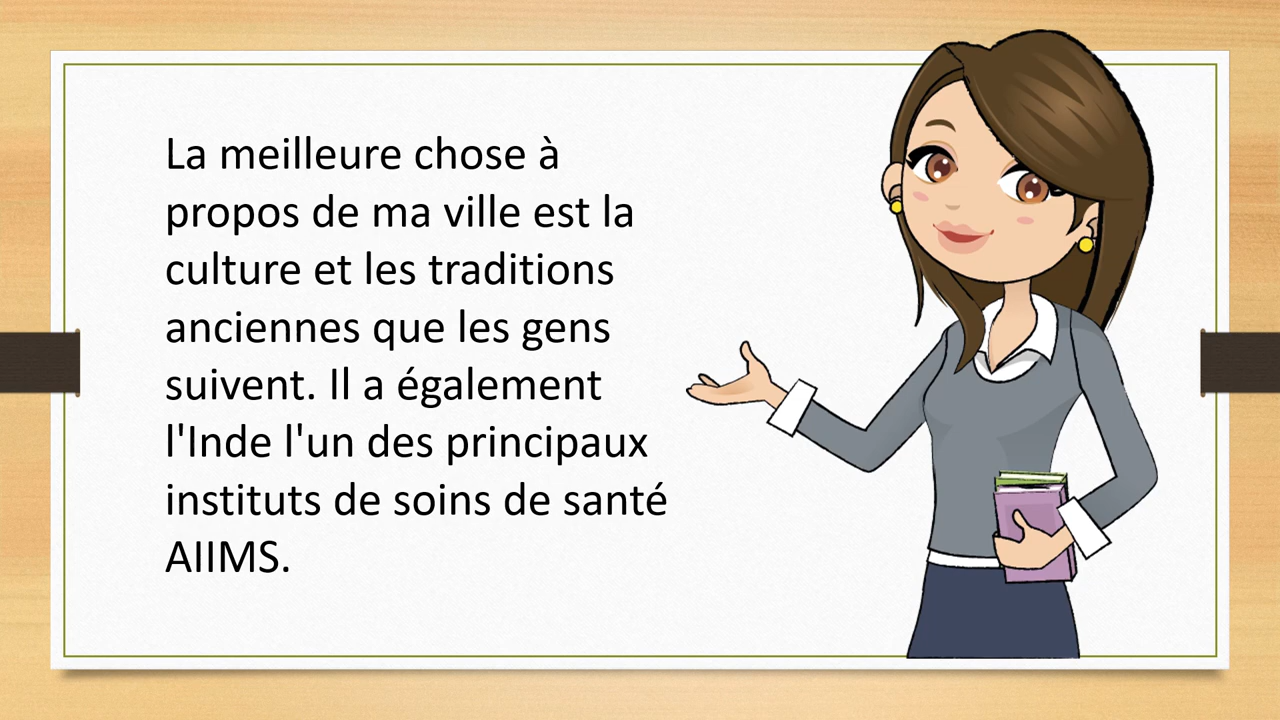 La meilleure chose à
propos de ma ville est la
culture et les traditions
anciennes que les gens
suivent. Il a également
l'Inde l'un des principaux
instituts de soins de santé
AIIMS.